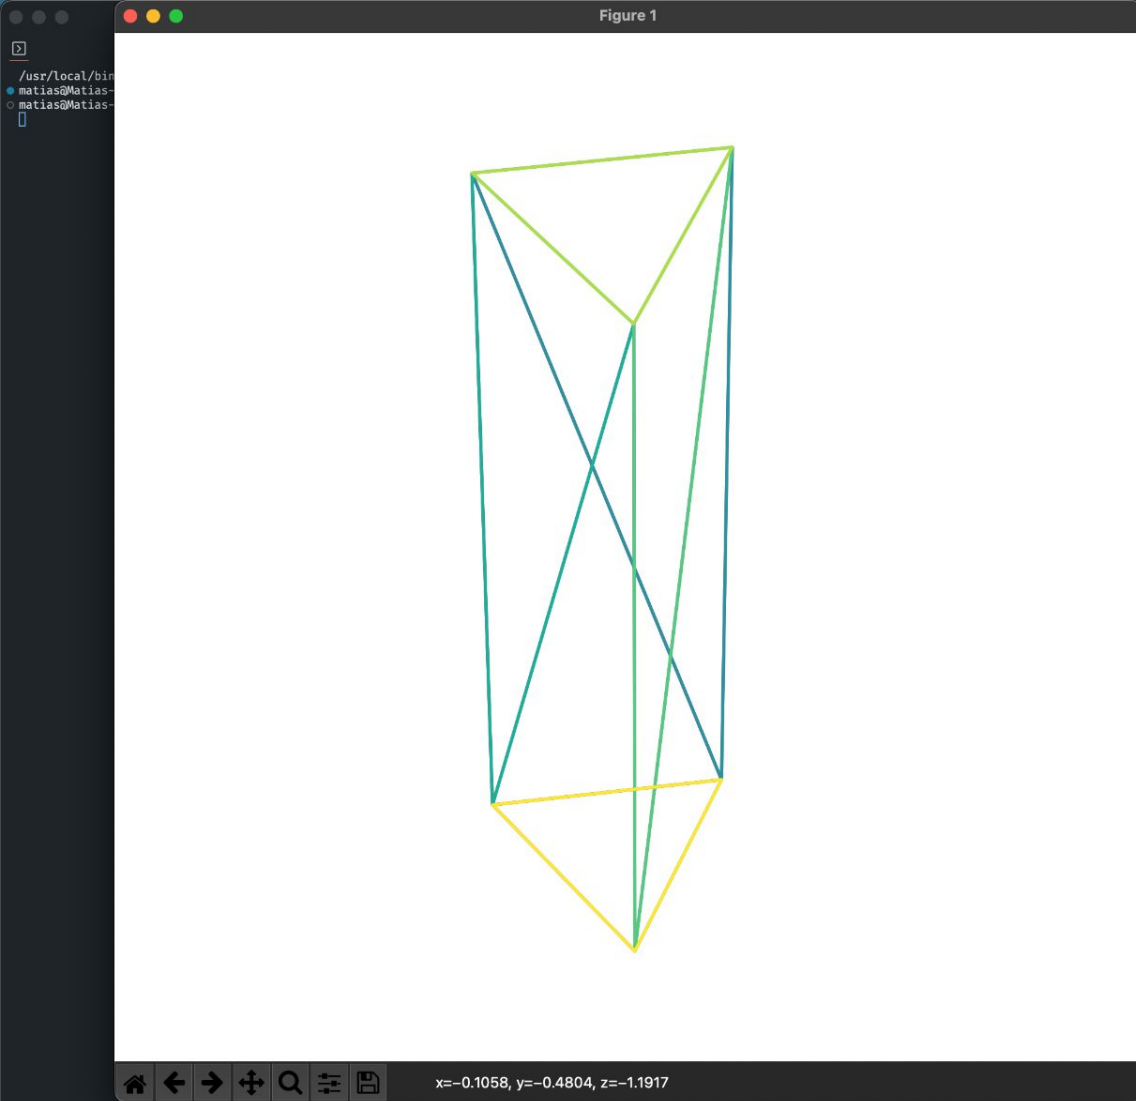 Figure 1
/usr/local/bin
matias@Matias-
matias@Matias-
x=−0.1058, y=−0.4804, z=−1.1917